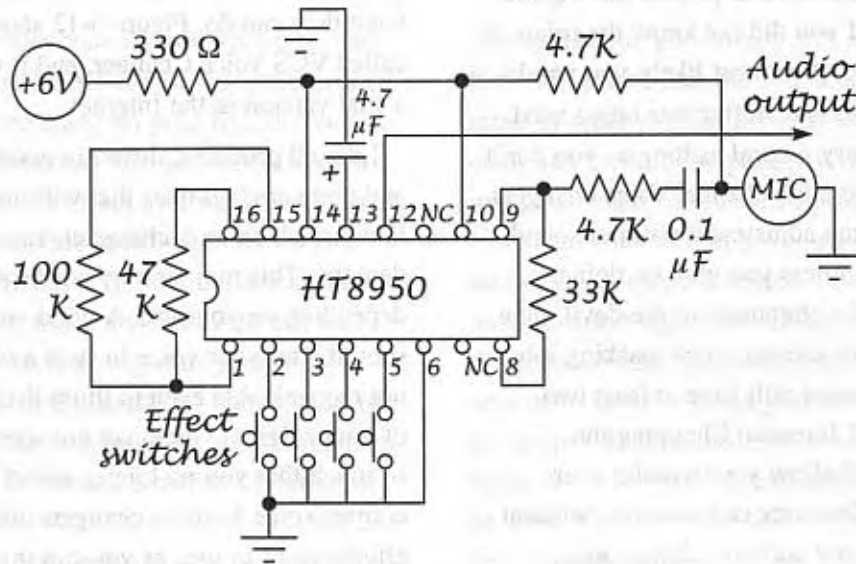 +6V
330 Ω
4.7
μF
+
4.7K
Audio
output
MIC
16 15 14 13 12 NC 10 9
4.7K
0.1
μF
100
K
47
K
HT8950
33K
1 2 3 4 5 6 NC 8
Effect
switches